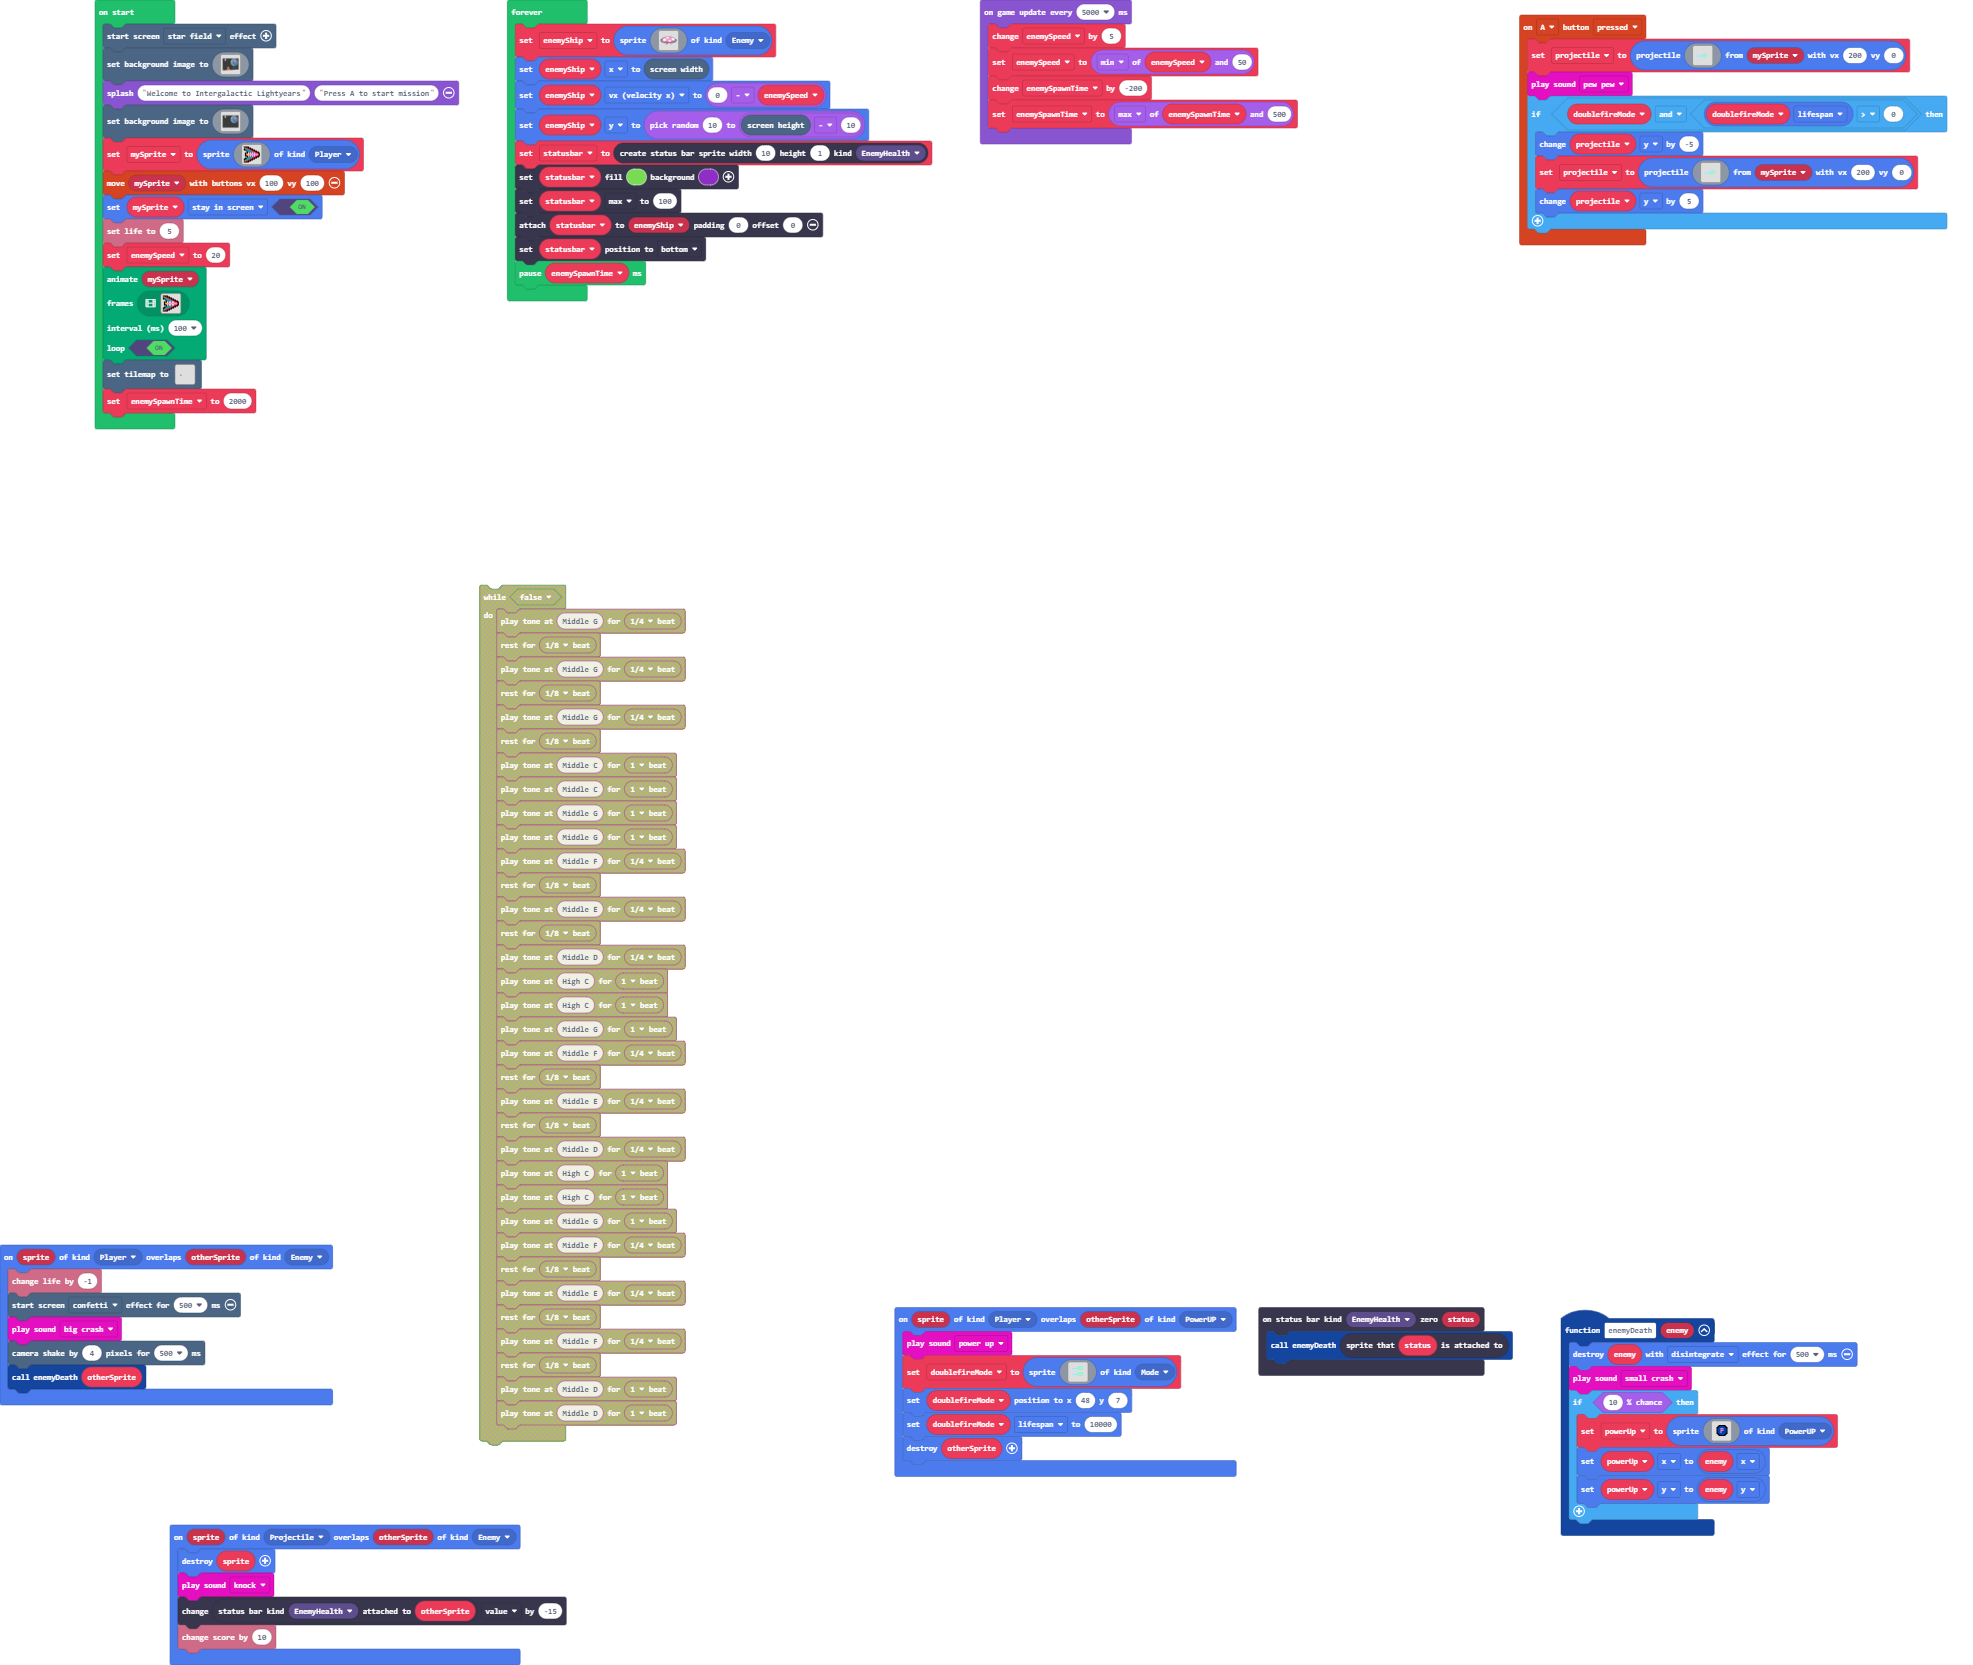 on start
start screen star field effect
set background image to
splash "Welcome to Intergalactic Lightyears" "Press A to start mission"
set background image to
set mySprite to sprite of kind Player
move mySprite with buttons vx 100 vy 100
set mySprite stay in screen ON
set life to 5
set enemySpeed to 20
animate mySprite
frames
interval (ms) 100
loop ON
set tilemap to
set enemySpawnTime to 2000
forever
set enemyShip to sprite of kind Enemy
set enemyShip x to screen width
set enemyShip vx (velocity x) to 0 - enemySpeed
set enemyShip y to pick random 10 to screen height - 10
set statusbar to create status bar sprite width 10 height 1 kind EnemyHealth
set statusbar fill background
set statusbar max to 100
attach statusbar to enemyShip padding 0 offset 0
set statusbar position to bottom
pause enemySpawnTime ms
on game update every 5000 ms
change enemySpeed by 5
set enemySpeed to min of enemySpeed and 50
change enemySpawnTime by -200
set enemySpawnTime to max of enemySpawnTime and 500
on A button pressed
set projectile to projectile from mySprite with vx 200 vy 0
play sound pew pew
if doublefireMode and doublefireMode lifespan > 0 then
change projectile y by -5
set projectile to projectile from mySprite with vx 200 vy 0
change projectile y by 5
while false
do
play tone at Middle G for 1/4 beat
rest for 1/8 beat
play tone at Middle G for 1/4 beat
rest for 1/8 beat
play tone at Middle G for 1/4 beat
rest for 1/8 beat
play tone at Middle C for 1 beat
play tone at Middle C for 1 beat
play tone at Middle G for 1 beat
play tone at Middle G for 1 beat
play tone at Middle F for 1/4 beat
rest for 1/8 beat
play tone at Middle E for 1/4 beat
rest for 1/8 beat
play tone at Middle D for 1/4 beat
play tone at High C for 1 beat
play tone at High C for 1 beat
play tone at Middle G for 1 beat
play tone at Middle F for 1/4 beat
rest for 1/8 beat
play tone at Middle E for 1/4 beat
rest for 1/8 beat
play tone at Middle D for 1/4 beat
play tone at High C for 1 beat
play tone at High C for 1 beat
play tone at Middle G for 1 beat
play tone at Middle F for 1/4 beat
rest for 1/8 beat
play tone at Middle E for 1/4 beat
rest for 1/8 beat
play tone at Middle F for 1/4 beat
rest for 1/8 beat
play tone at Middle D for 1 beat
play tone at Middle D for 1 beat
on sprite of kind Player overlaps otherSprite of kind Enemy
change life by -1
start screen confetti effect for 500 ms
play sound big crash
camera shake by 4 pixels for 500 ms
call enemyDeath otherSprite
on sprite of kind Player overlaps otherSprite of kind PowerUP
play sound power up
set doublefireMode to sprite of kind Mode
set doublefireMode position to x 48 y 7
set doublefireMode lifespan to 10000
destroy otherSprite
on status bar kind EnemyHealth zero status
call enemyDeath sprite that status is attached to
function enemyDeath enemy
destroy enemy with disintegrate effect for 500 ms
play sound small crash
if 10 % chance then
set powerUp to sprite of kind PowerUP
set powerUp x to enemy x
set powerUp y to enemy y
on sprite of kind Projectile overlaps otherSprite of kind Enemy
destroy sprite
play sound knock
change status bar kind EnemyHealth attached to otherSprite value by -15
change score by 10